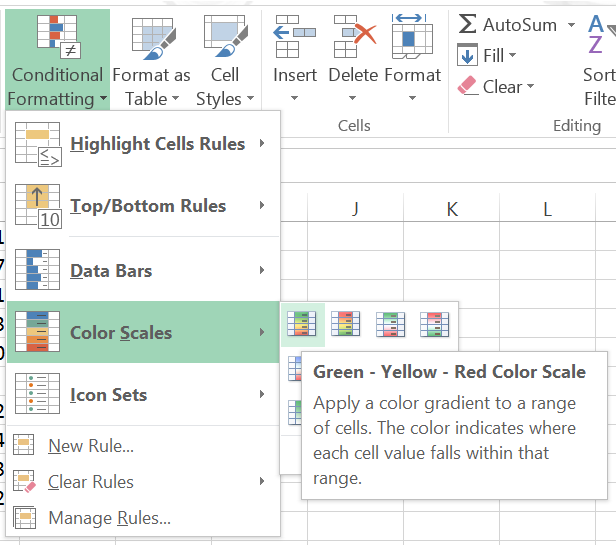 Conditional
Formatting
Format as
Table
Cell
Styles
Insert
Delete
Format
Cells
AutoSum
Fill
Clear
A
Z
Sort
Filte
Editing
Highlight Cells Rules
Top/Bottom Rules
10
Data Bars
Color Scales
Icon Sets
New Rule...
Clear Rules
Manage Rules...
J
K
L
Green - Yellow - Red Color Scale
Apply a color gradient to a range
of cells. The color indicates where
each cell value falls within that
range.